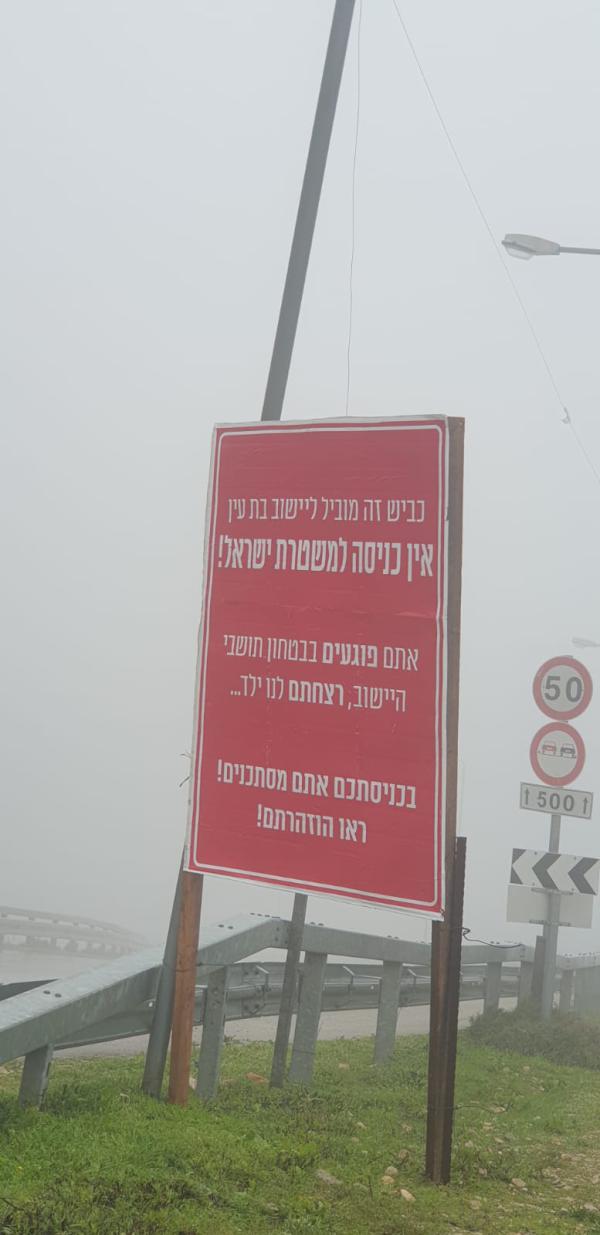 כביש זה מוביל ליישוב בת עין
אין כניסה למשטרת ישראל!
אתם פוגעים בבטחון תושבי
היישוב, רצחתם לנו ילד...
בכניסתכם אתם מסתכנים!
ראו הוזהרתם!
50
↑ 500 ↑